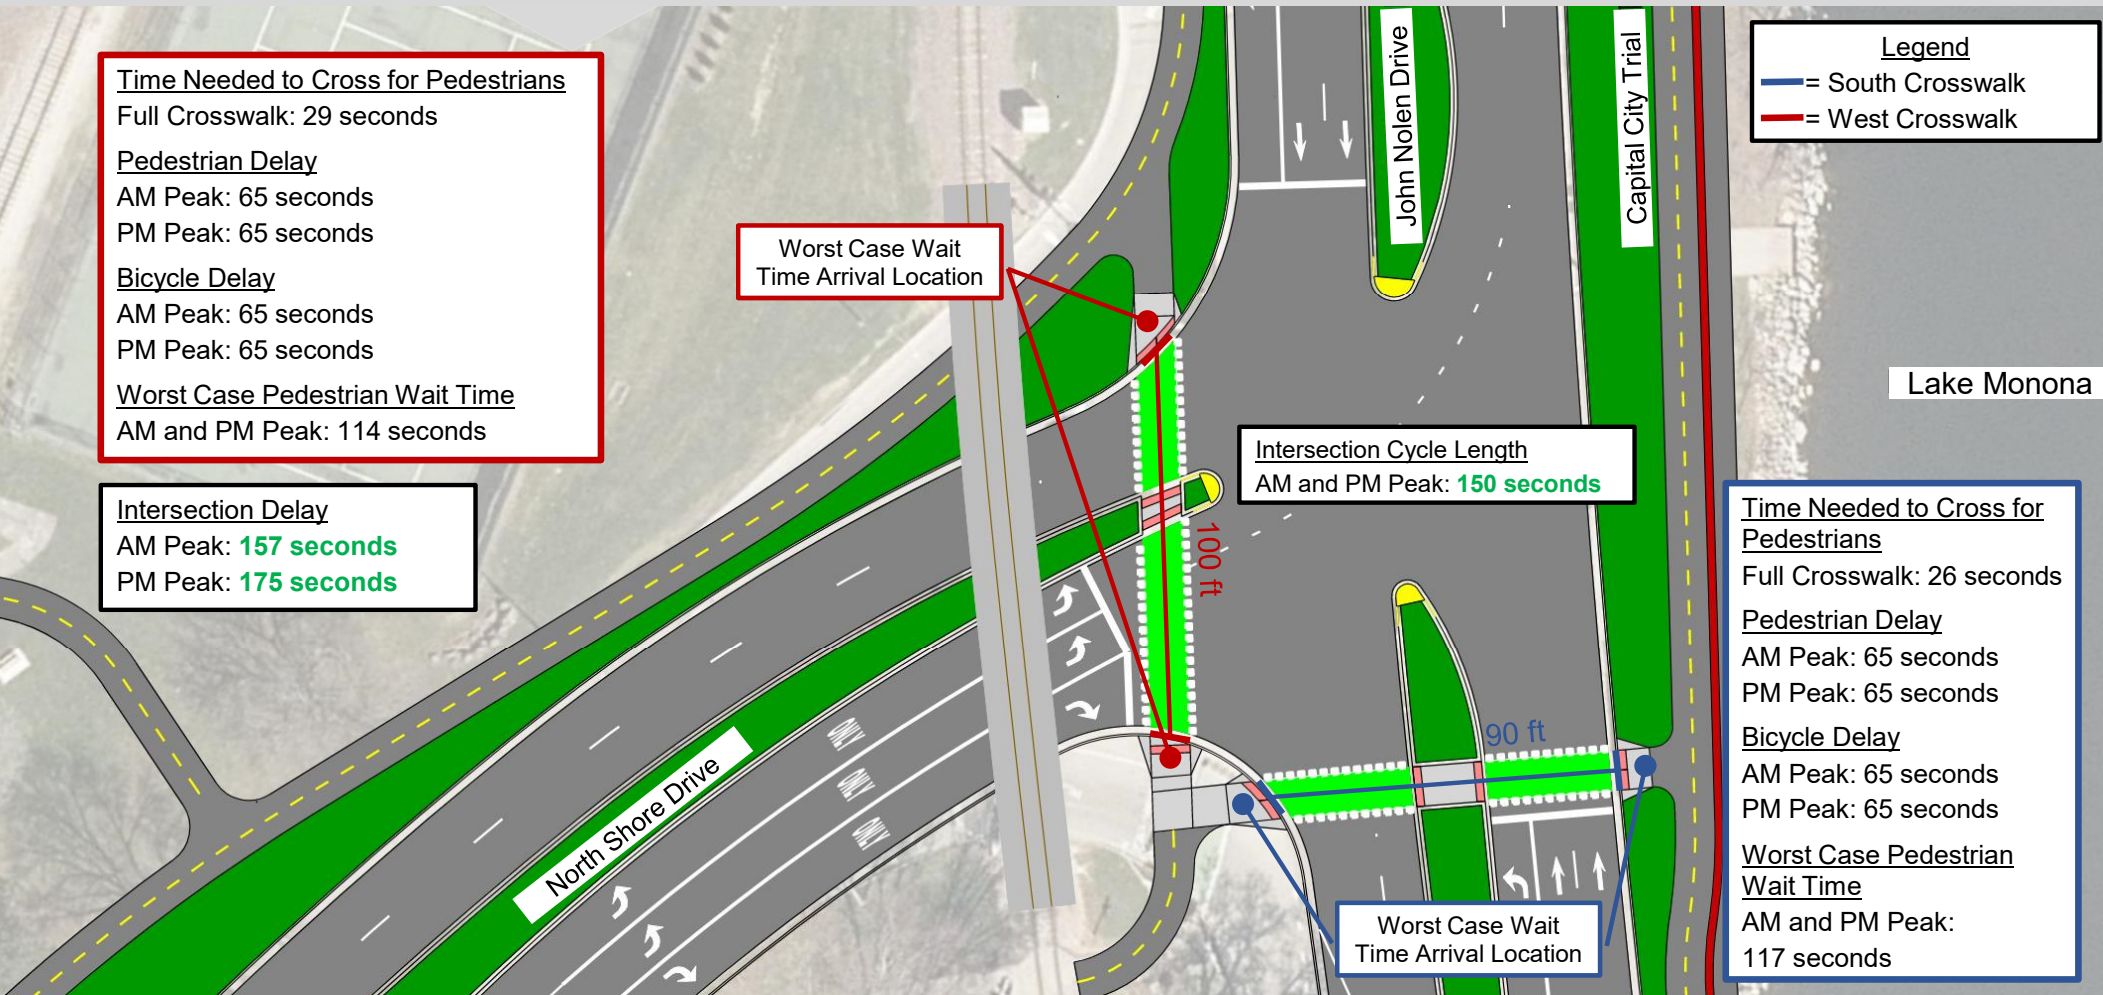 Time Needed to Cross for Pedestrians
Full Crosswalk: 29 seconds
Pedestrian Delay
AM Peak: 65 seconds
PM Peak: 65 seconds
Bicycle Delay
AM Peak: 65 seconds
PM Peak: 65 seconds
Worst Case Pedestrian Wait Time
AM and PM Peak: 114 seconds
Intersection Delay
AM Peak: 157 seconds
PM Peak: 175 seconds
Worst Case Wait
Time Arrival Location
John Nolen Drive
Capital City Trial
Legend
= South Crosswalk
= West Crosswalk
Lake Monona
Intersection Cycle Length
AM and PM Peak: 150 seconds
100 ft
90 ft
ONLY
ONLY
ONLY
North Shore Drive
Worst Case Wait
Time Arrival Location
Time Needed to Cross for
Pedestrians
Full Crosswalk: 26 seconds
Pedestrian Delay
AM Peak: 65 seconds
PM Peak: 65 seconds
Bicycle Delay
AM Peak: 65 seconds
PM Peak: 65 seconds
Worst Case Pedestrian
Wait Time
AM and PM Peak:
117 seconds